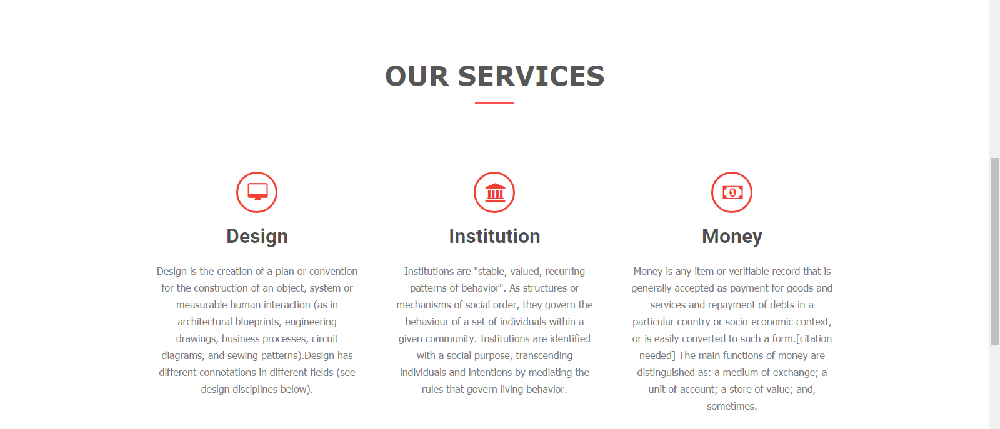 OUR SERVICES
Design
Design is the creation of a plan or convention
for the construction of an object, system or
measurable human interaction (as in
architectural blueprints, engineering
drawings, business processes, circuit
diagrams, and sewing patterns).Design has
different connotations in different fields (see
design disciplines below).
Institution
Institutions are "stable, valued, recurring
patterns of behavior". As structures or
mechanisms of social order, they govern the
behaviour of a set of individuals within a
given community. Institutions are identified
with a social purpose, transcending
individuals and intentions by mediating the
rules that govern living behavior.
Money
Money is any item or verifiable record that is
generally accepted as payment for goods and
services and repayment of debts in a
particular country or socio-economic context,
or is easily converted to such a form.[citation
needed] The main functions of money are
distinguished as: a medium of exchange; a
unit of account; a store of value; and,
sometimes.